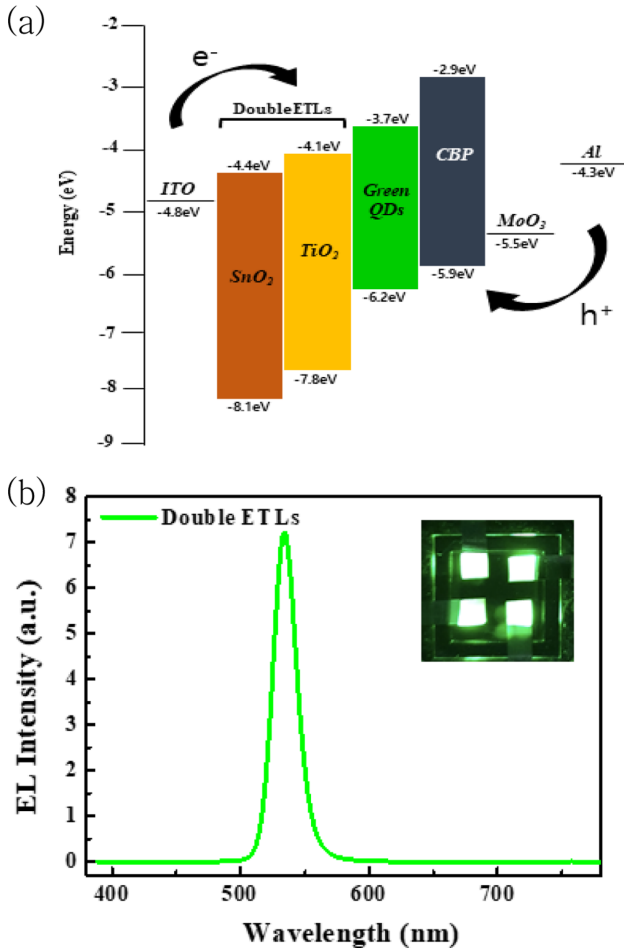 (a)
-2
-3
-4
-5
-6
-7
-8
-9
Energy (eV)
e⁻
Double ETLs
ITO
-4.8eV
-4.4eV
SnO₂
-8.1eV
-4.1eV
TiO₂
-7.8eV
-3.7eV
Green
QDs
-6.2eV
-2.9eV
CBP
-5.9eV
MoO₃
-5.5eV
Al
-4.3eV
h⁺
(b)
8
7
6
5
4
3
2
1
0
EL Intensity (a.u.)
Double ETLs
400
500
600
700
Wavelength (nm)